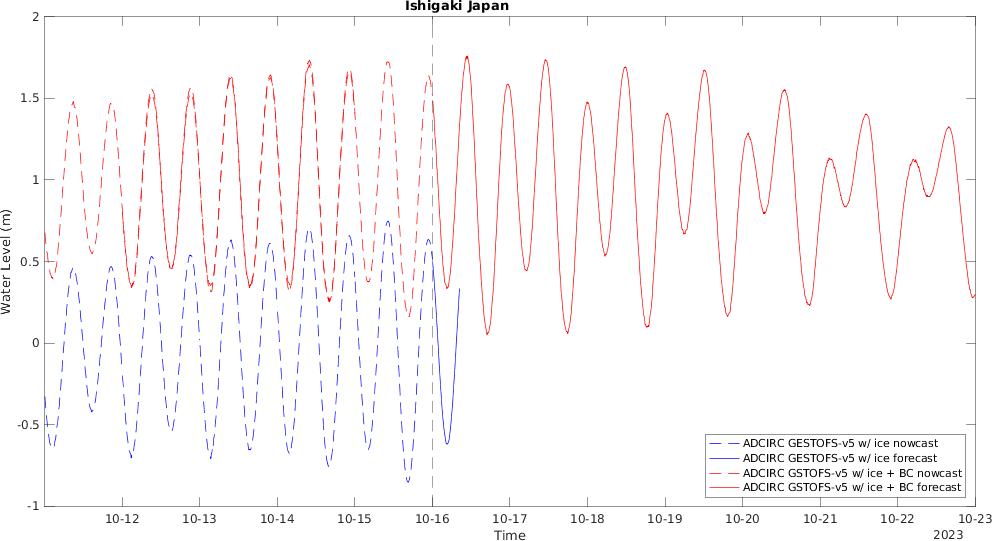 Ishigaki Japan
Water Level (m)
2
1.5
1
0.5
0
-0.5
-1
10-12 10-13 10-14 10-15 10-16 10-17 10-18 10-19 10-20 10-21 10-22 10-23
Time
2023
ADCIRC GESTOFS-v5 w/ ice nowcast
ADCIRC GESTOFS-v5 w/ ice forecast
ADCIRC GSTOFS-v5 w/ ice + BC nowcast
ADCIRC GSTOFS-v5 w/ ice + BC forecast